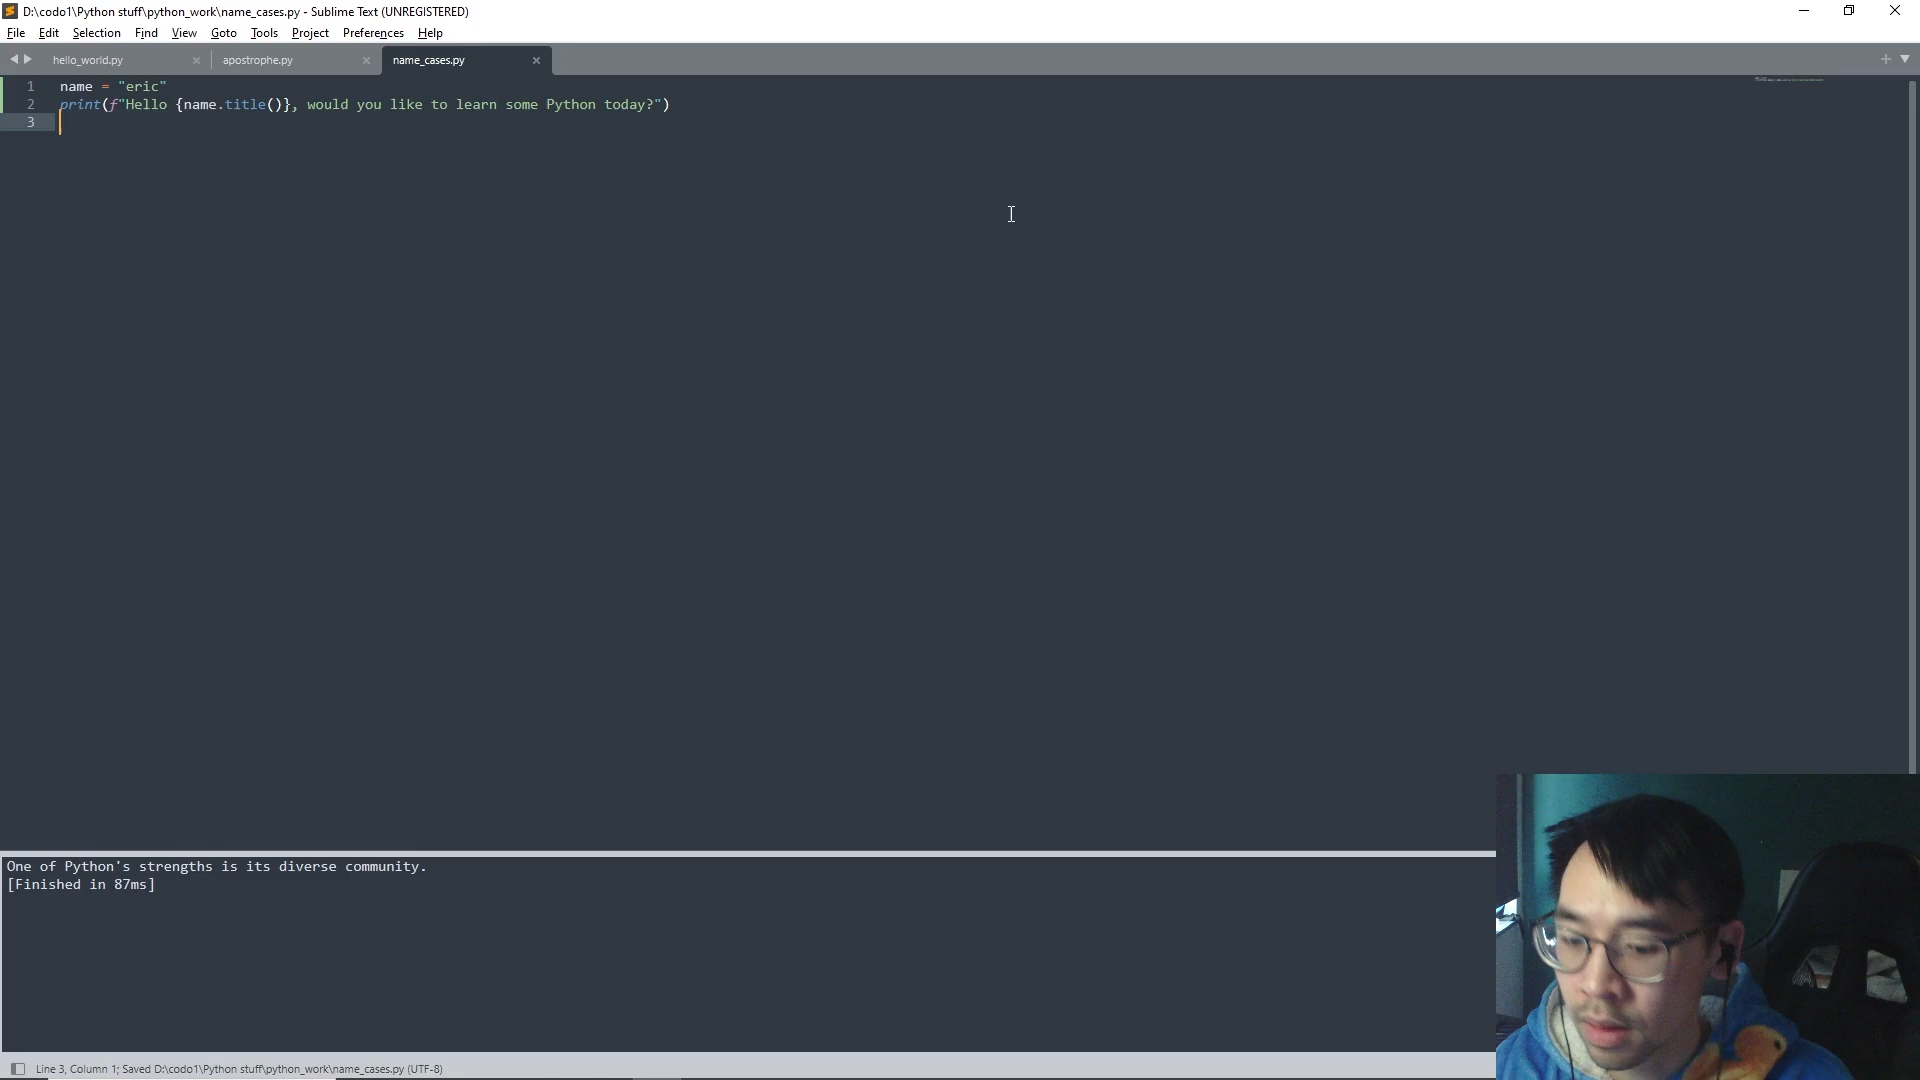 D:\codo1\Python stuff\python_work\name_cases.py - Sublime Text (UNREGISTERED)
File Edit Selection Find View Goto Tools Project Preferences Help
hello_world.py apostrophe.py name_cases.py
1 name = "eric"
2 print(f"Hello {name.title()}, would you like to learn some Python today?")
3
One of Python's strengths is its diverse community.
[Finished in 87ms]
Line 3, Column 1; Saved D:\codo1\Python stuff\python_work\name_cases.py (UTF-8)